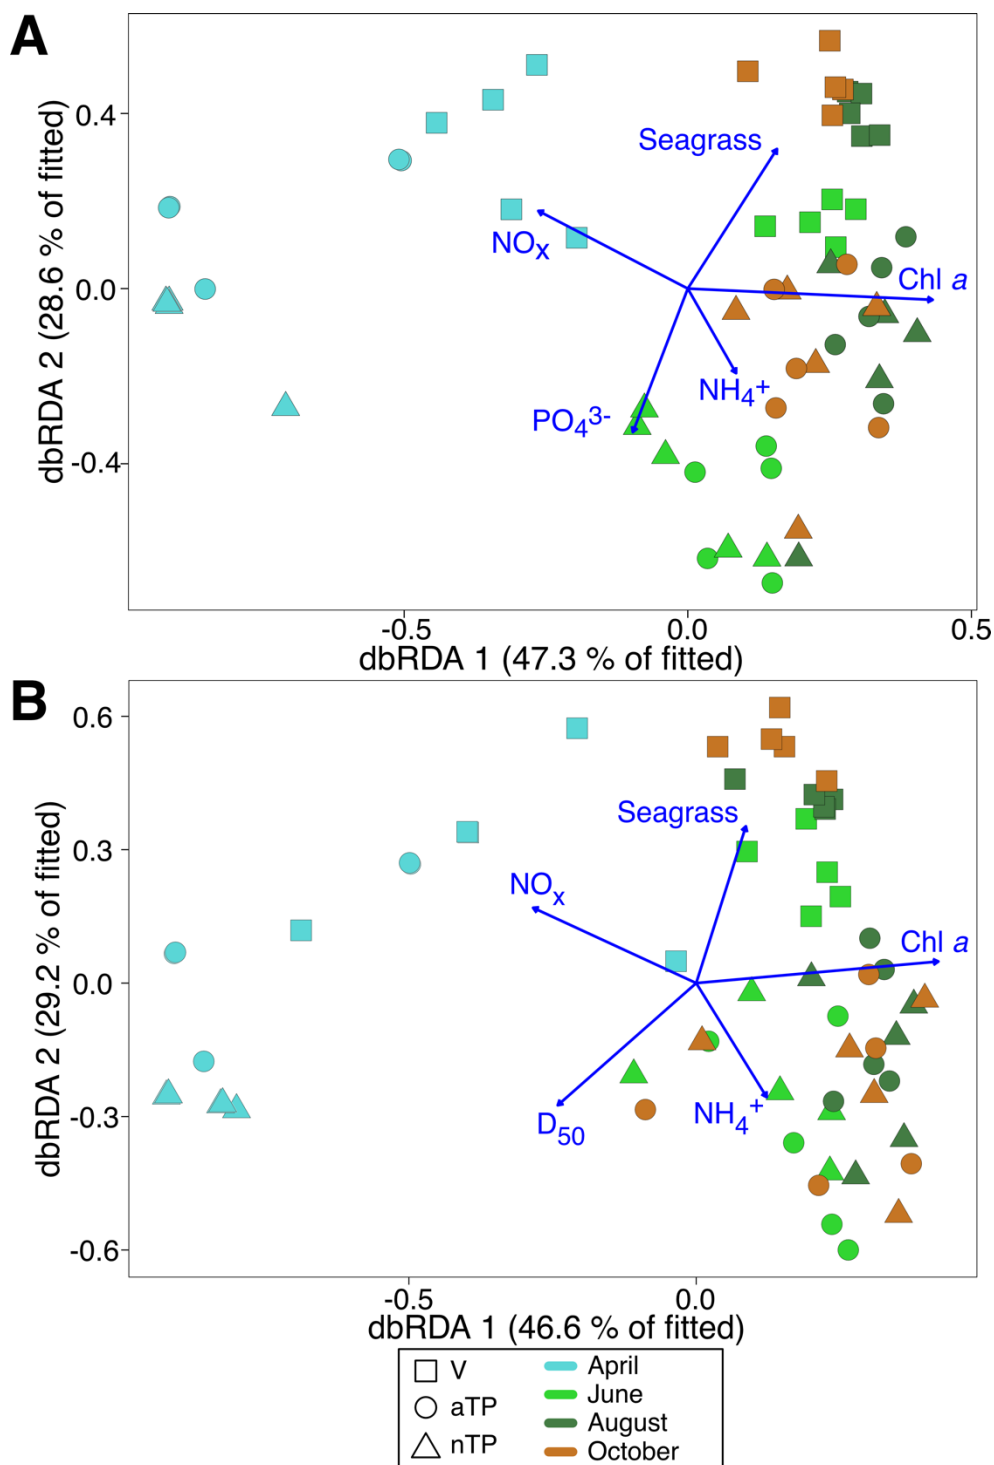 A
dbRDA 2 (28.6 % of fitted)
0.4
0.0
-0.4
Seagrass
NOx
Chl a
NH4+
PO43-
-0.5
0.0
0.5
dbRDA 1 (47.3 % of fitted)
B
dbRDA 2 (29.2 % of fitted)
0.6
0.3
0.0
-0.3
-0.6
Seagrass
NOx
Chl a
D50
NH4+
-0.5
0.0
dbRDA 1 (46.6 % of fitted)
V
aTP
nTP
April
June
August
October